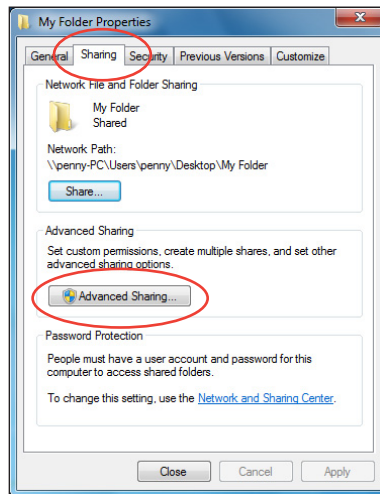 My Folder Properties
General Sharing Security Previous Versions Customize
Network File and Folder Sharing
My Folder
Shared
Network Path:
\\penny-PC\Users\penny\Desktop\My Folder
Share...
Advanced Sharing
Set custom permissions, create multiple shares, and set other
advanced sharing options.
Advanced Sharing...
Password Protection
People must have a user account and password for this
computer to access shared folders.
To change this setting, use the Network and Sharing Center.
Close Cancel Apply